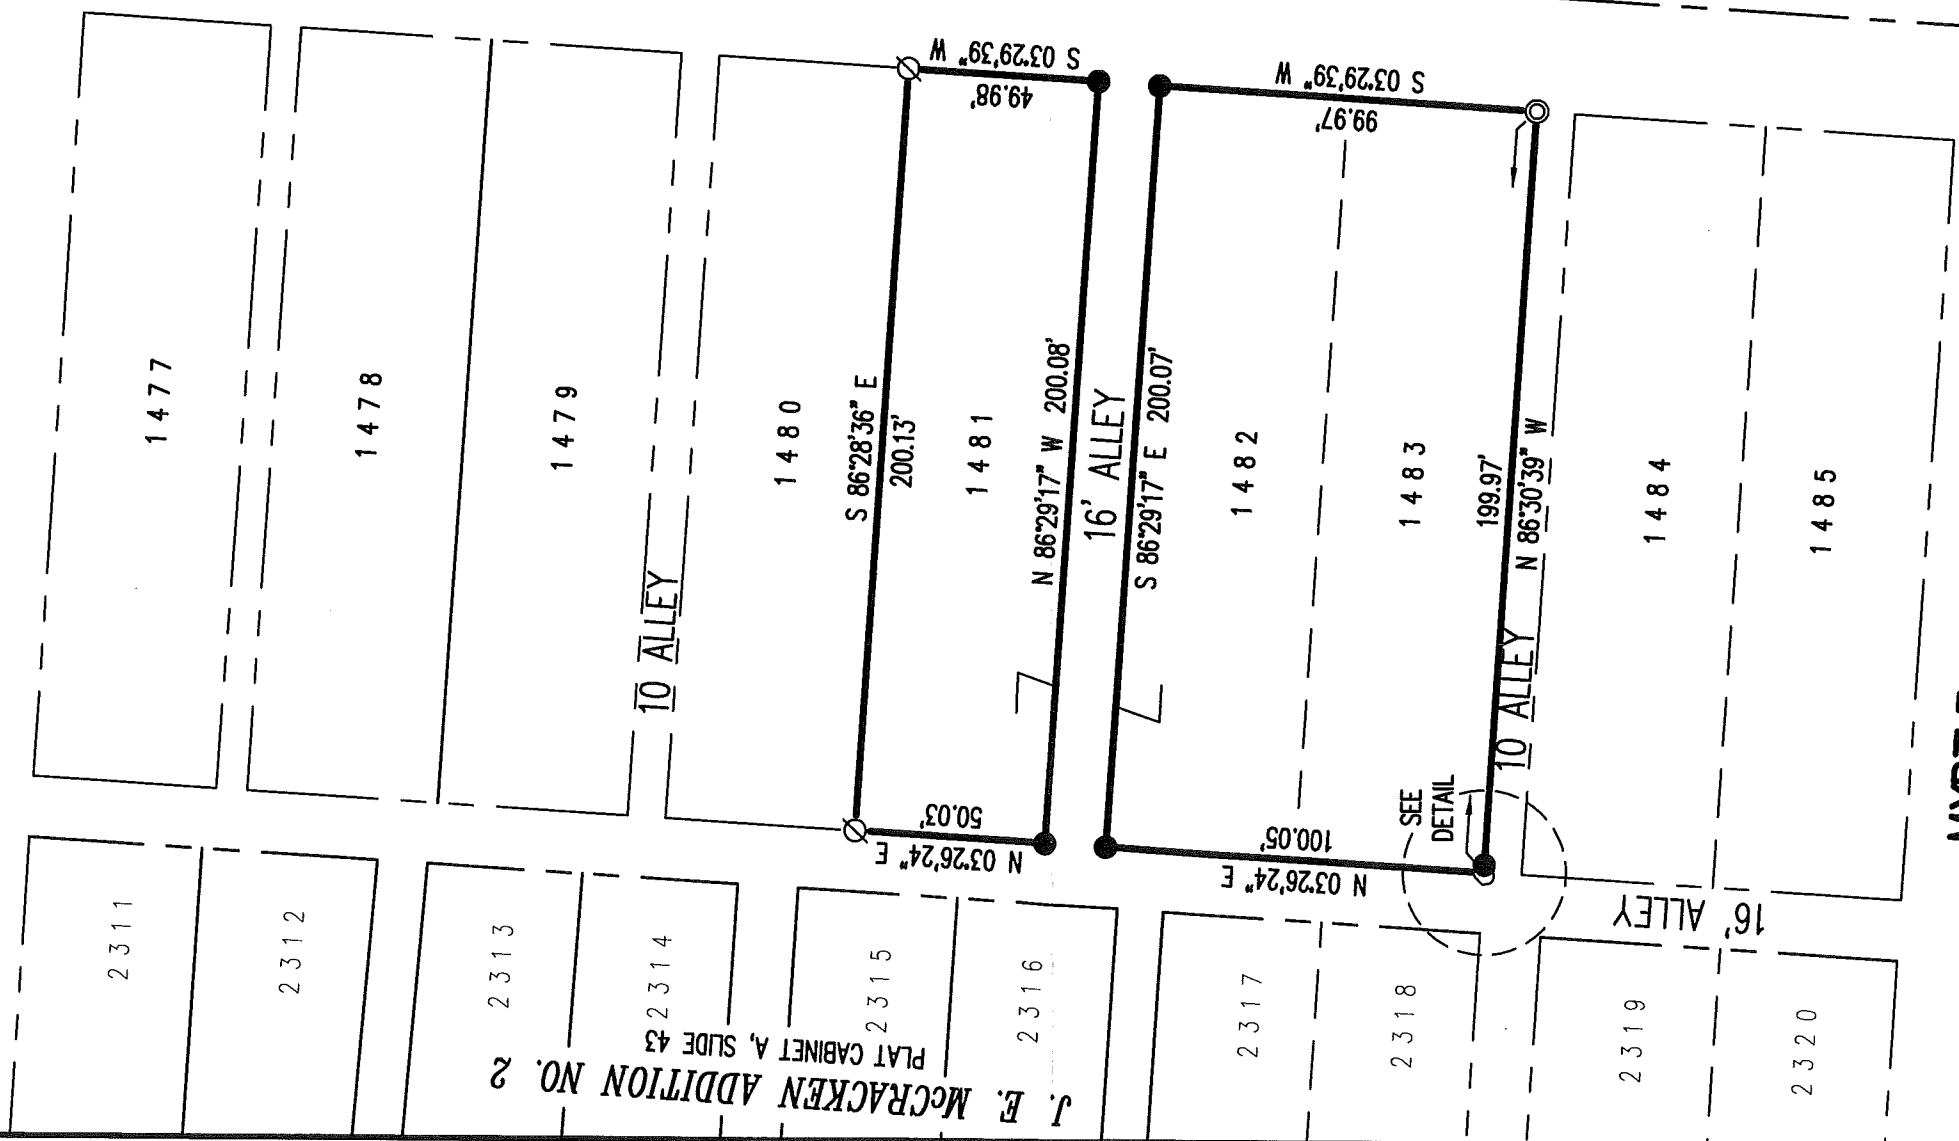 1477
1478
1479
10 ALLEY
1480
S 86°28'36" E
200.13'
1481
N 86°29'17" W 200.08'
16' ALLEY
S 86°29'17" E 200.07'
1482
1483
199.97'
N 86°30'39" W
10 ALLEY
1484
1485
S 03°29'39" W
49.98'
S 03°29'39" W
99.97'
50.03'
N 03°26'24" E
100.05'
N 03°26'24" E
SEE
DETAIL
16' ALLEY
2311
2312
2313
2314
2315
2316
2317
2318
2319
2320
J. E. McCRACKEN ADDITION NO. 2
PLAT CABINET A, SLIDE 43